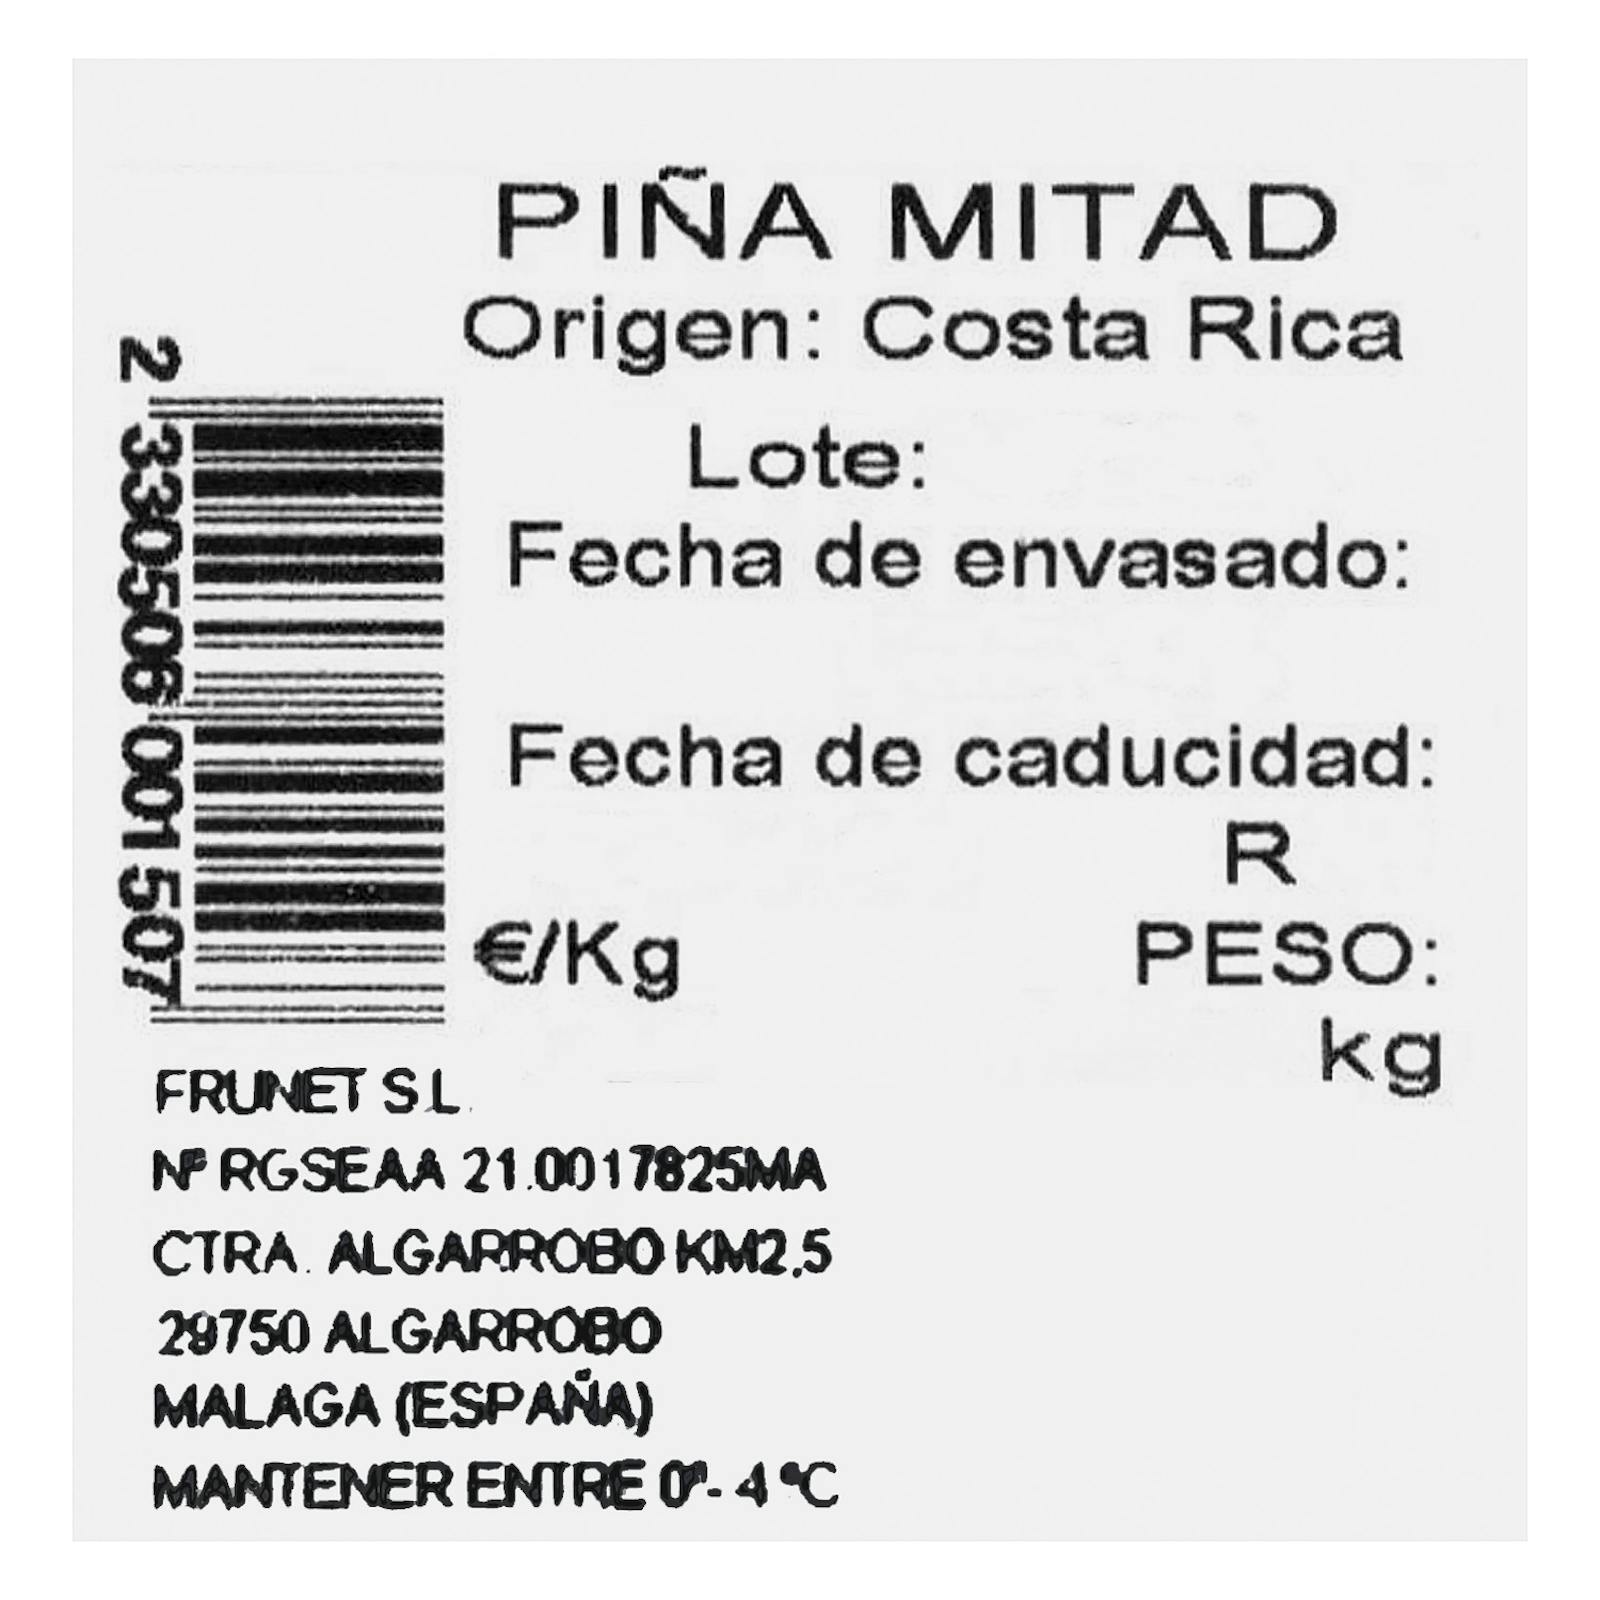 PIÑA MITAD
Origen: Costa Rica
Lote:
Fecha de envasado:
Fecha de caducidad:
R
€/Kg PESO:
kg
2 330506 001507
FRUNET S.L.
Nº RGSEAA 21.0017825MA
CTRA. ALGARROBO KM2,5
29750 ALGARROBO
MALAGA (ESPAÑA)
MANTENER ENTRE 0º- 4 ºC